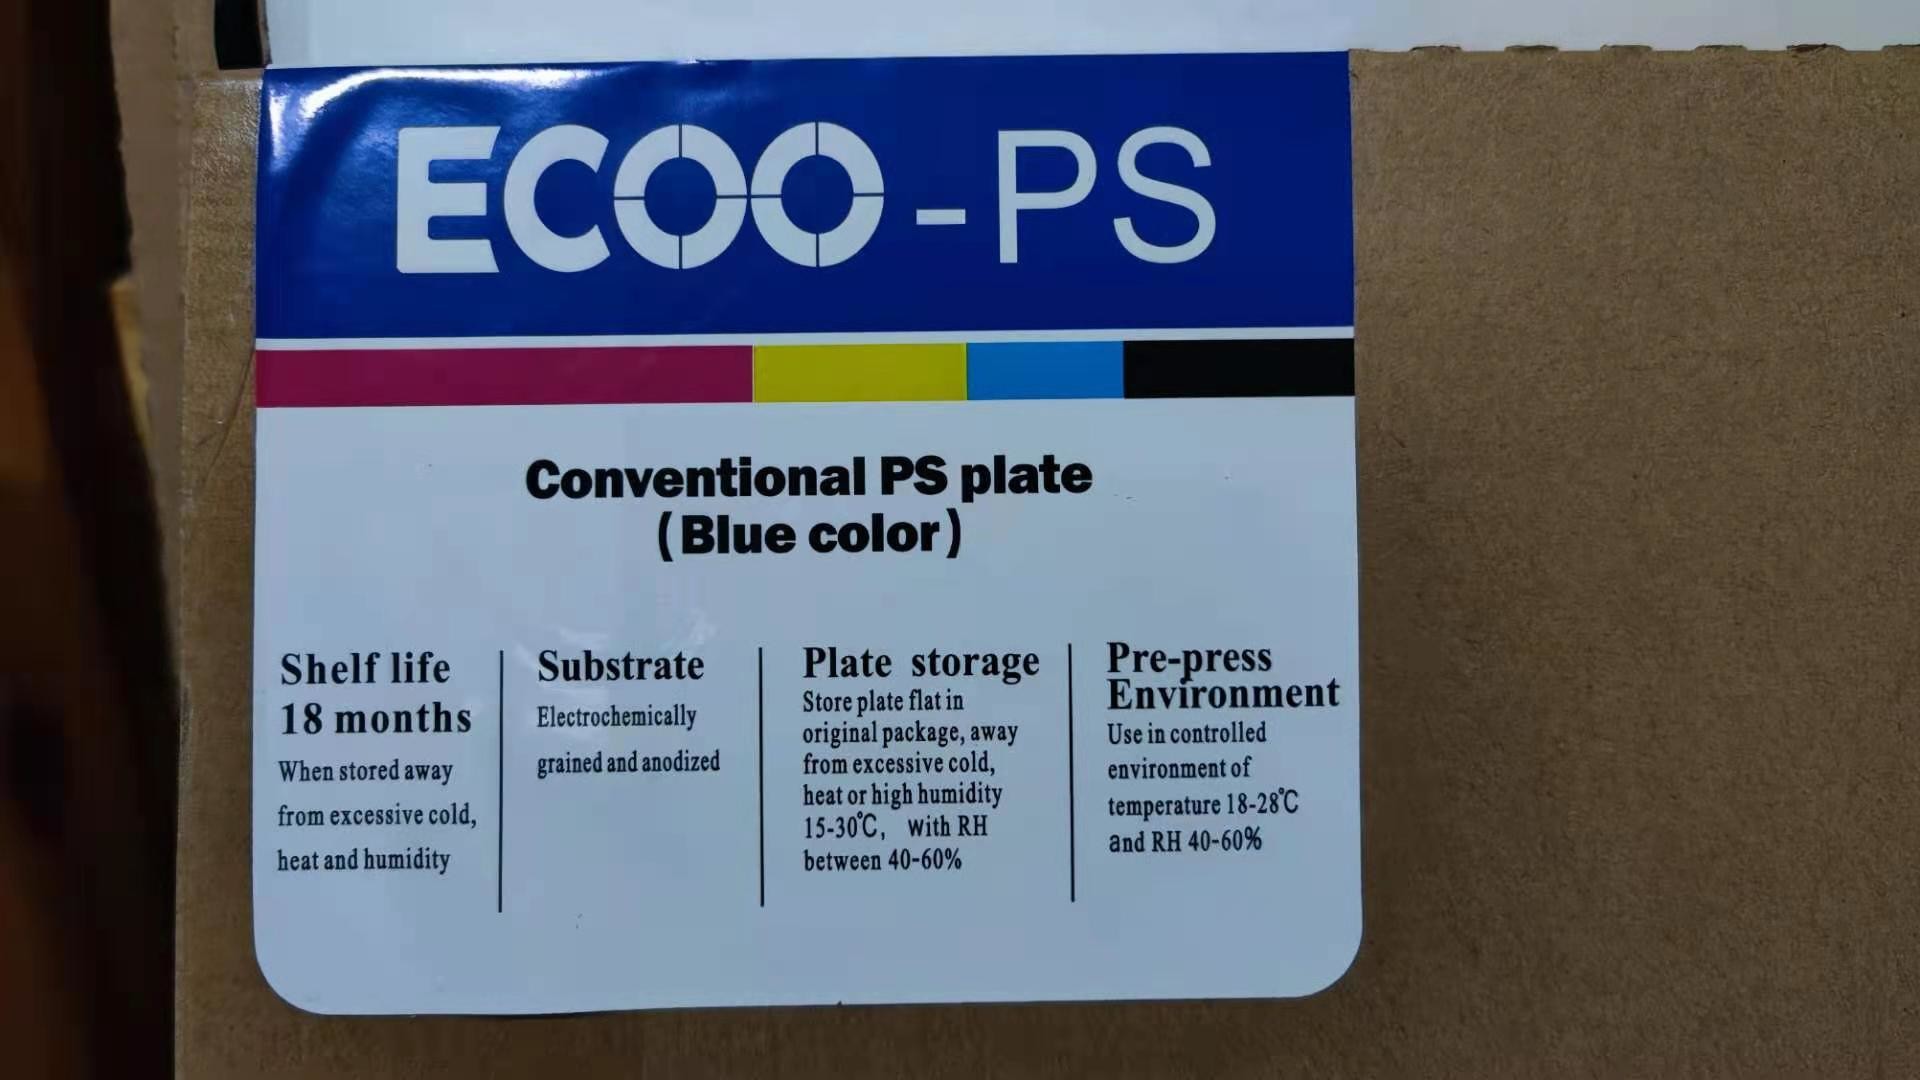 ECOO-PS
Conventional PS plate
(Blue color)
Shelf life
18 months
When stored away
from excessive cold,
heat and humidity
Substrate
Electrochemically
grained and anodized
Plate storage
Store plate flat in
original package, away
from excessive cold,
heat or high humidity
15-30℃, with RH
between 40-60%
Pre-press
Environment
Use in controlled
environment of
temperature 18-28℃
and RH 40-60%